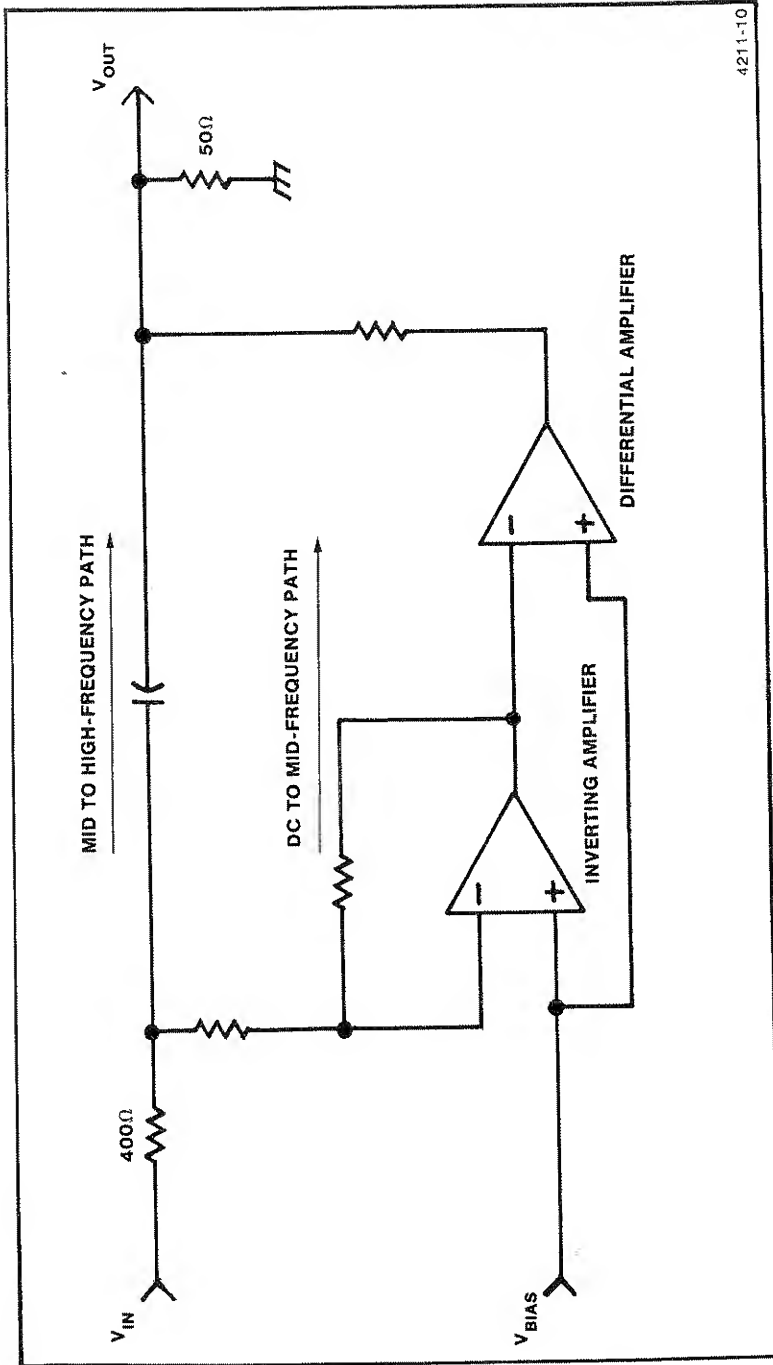 MID TO HIGH-FREQUENCY PATH
V_OUT
50Ω
400Ω
V_IN
DC TO MID-FREQUENCY PATH
−
+
INVERTING AMPLIFIER
−
+
DIFFERENTIAL AMPLIFIER
V_BIAS
4211-10